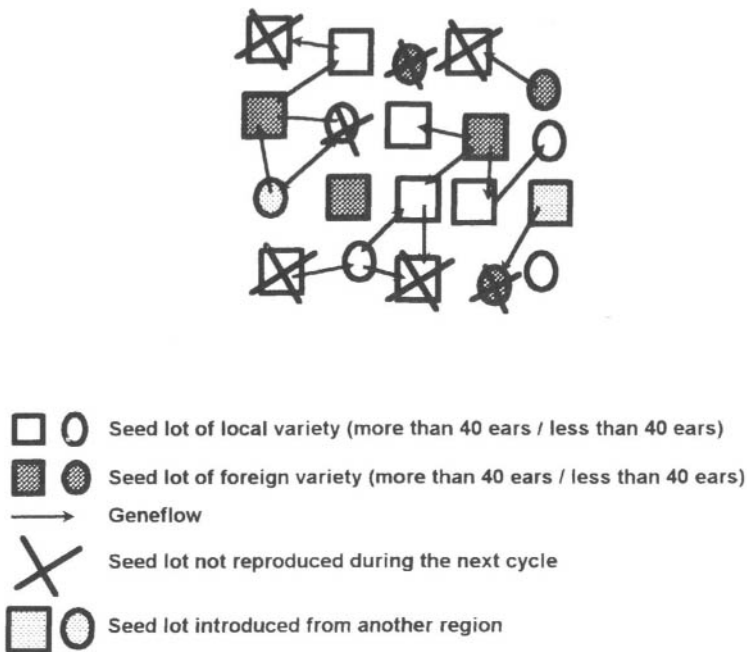 Seed lot of local variety (more than 40 ears / less than 40 ears)
Seed lot of foreign variety (more than 40 ears / less than 40 ears)
Geneflow
Seed lot not reproduced during the next cycle
Seed lot introduced from another region